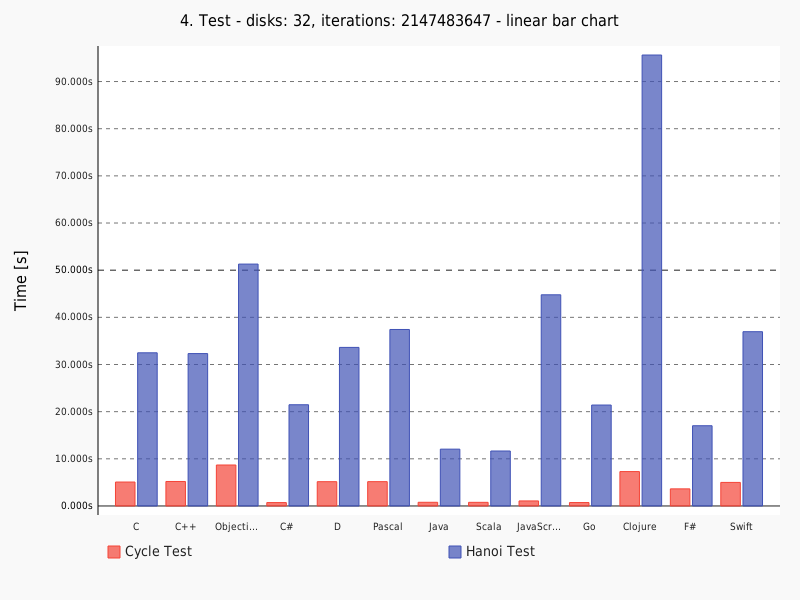 4. Test - disks: 32, iterations: 2147483647 - linear bar chart
Time [s]
90.000s
80.000s
70.000s
60.000s
50.000s
40.000s
30.000s
20.000s
10.000s
0.000s
C C++ Objecti... C# D Pascal Java Scala JavaScr... Go Clojure F# Swift
Cycle Test Hanoi Test